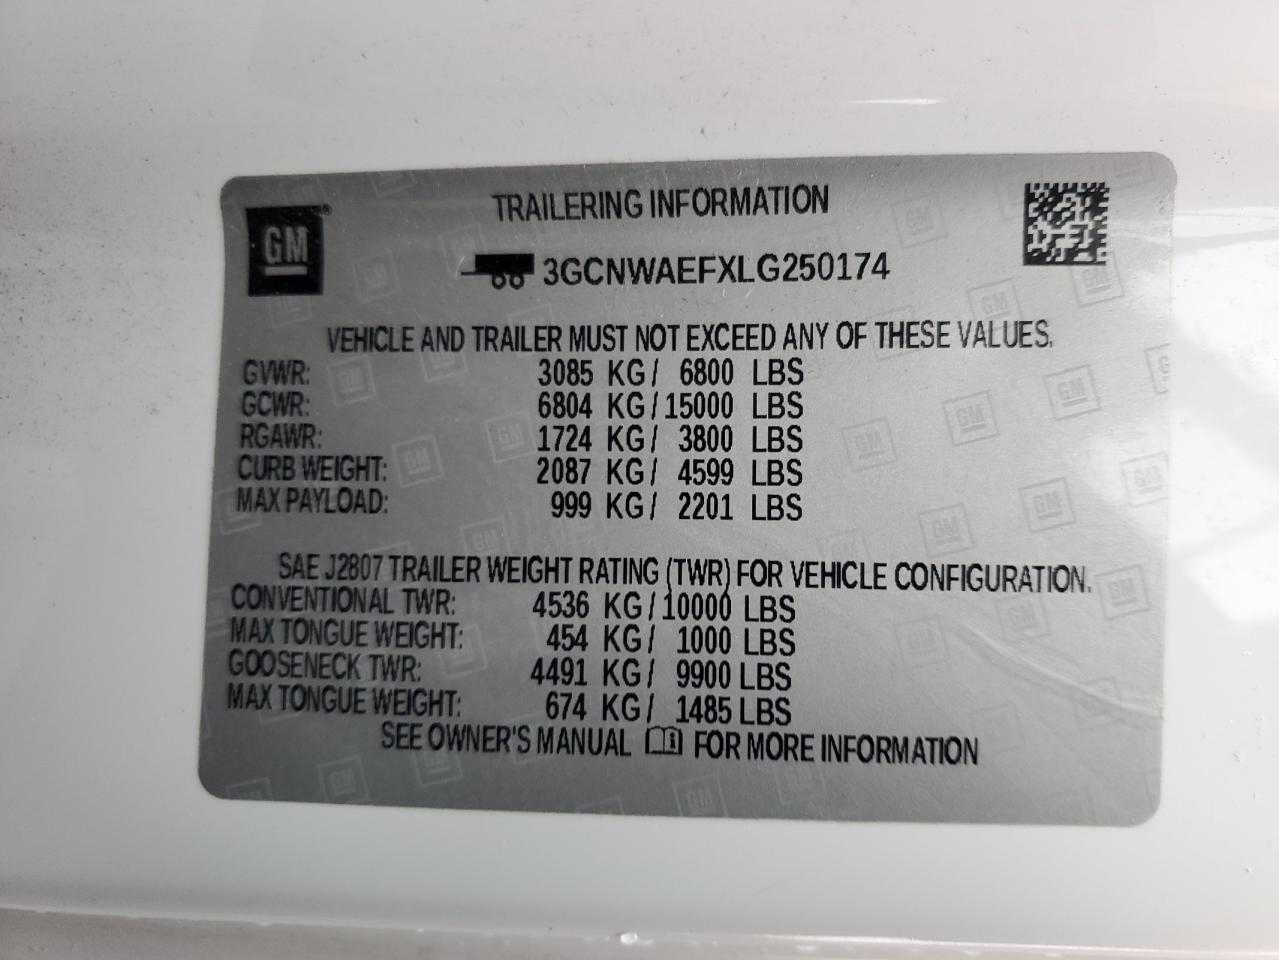 GM
TRAILERING INFORMATION
3GCNWAEFXLG250174
VEHICLE AND TRAILER MUST NOT EXCEED ANY OF THESE VALUES.
GVWR: 3085 KG/ 6800 LBS
GCWR: 6804 KG/15000 LBS
RGAWR: 1724 KG/ 3800 LBS
CURB WEIGHT: 2087 KG/ 4599 LBS
MAX PAYLOAD: 999 KG/ 2201 LBS
SAE J2807 TRAILER WEIGHT RATING (TWR) FOR VEHICLE CONFIGURATION.
CONVENTIONAL TWR: 4536 KG/10000 LBS
MAX TONGUE WEIGHT: 454 KG/ 1000 LBS
GOOSENECK TWR: 4491 KG/ 9900 LBS
MAX TONGUE WEIGHT: 674 KG/ 1485 LBS
SEE OWNER'S MANUAL FOR MORE INFORMATION